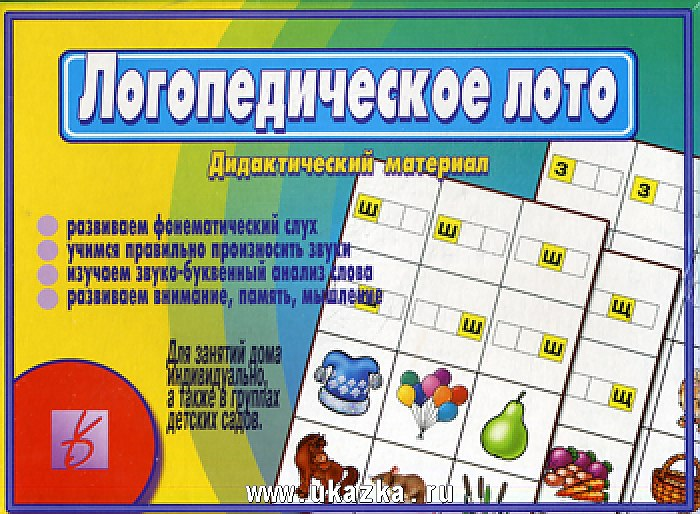 Логопедическое лото
Дидактический материал
развиваем фонематический слух
учимся правильно произносить звуки
изучаем звуко-буквенный анализ слова
развиваем внимание, память, мышление
Для занятий дома
индивидуально,
а также в группах
детских садов.
З
З
Ш
Ш
Ш
Ш
Ш
Ш
Щ
Щ
www.ukazka.ru